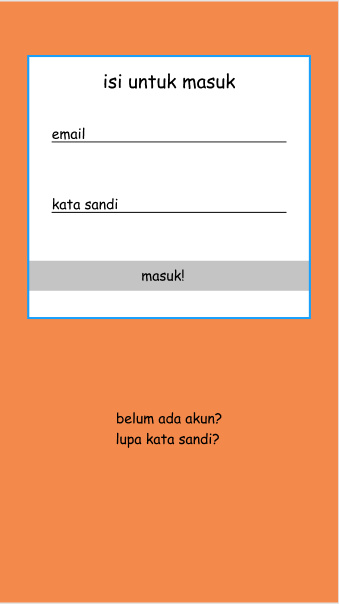 isi untuk masuk
email
kata sandi
masuk!
belum ada akun?
lupa kata sandi?